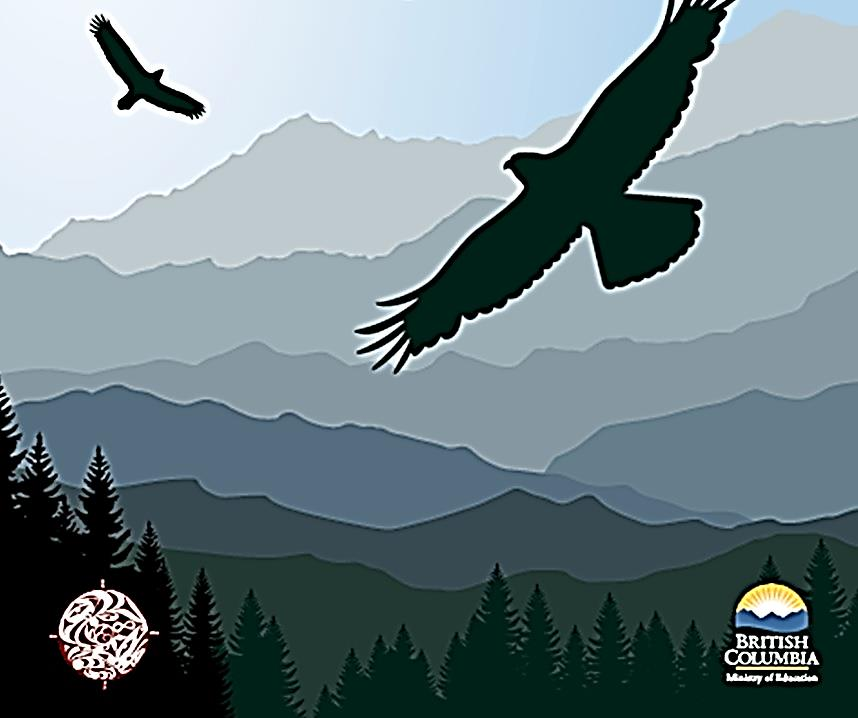 BRITISH
COLUMBIA
Ministry of Education